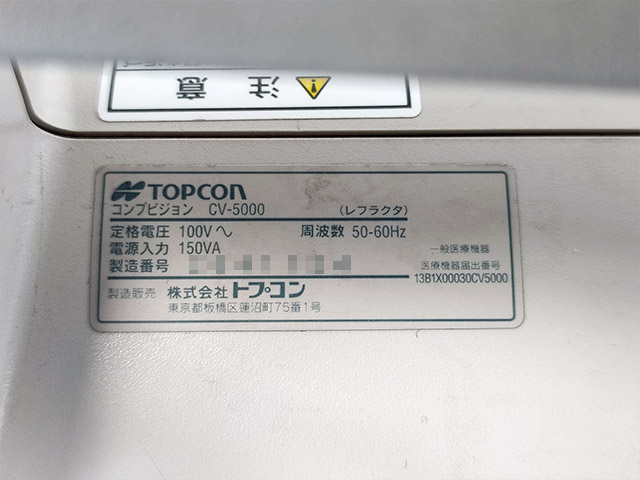 注意
TOPCON
コンプビジョン CV-5000 (レフラクタ)
定格電圧 100V～ 周波数 50-60Hz
電源入力 150VA 一般医療機器
製造番号 医療機器届出番号
13B1X00030CV5000
製造販売 株式会社トプコン
東京都板橋区蓮沼町75番1号